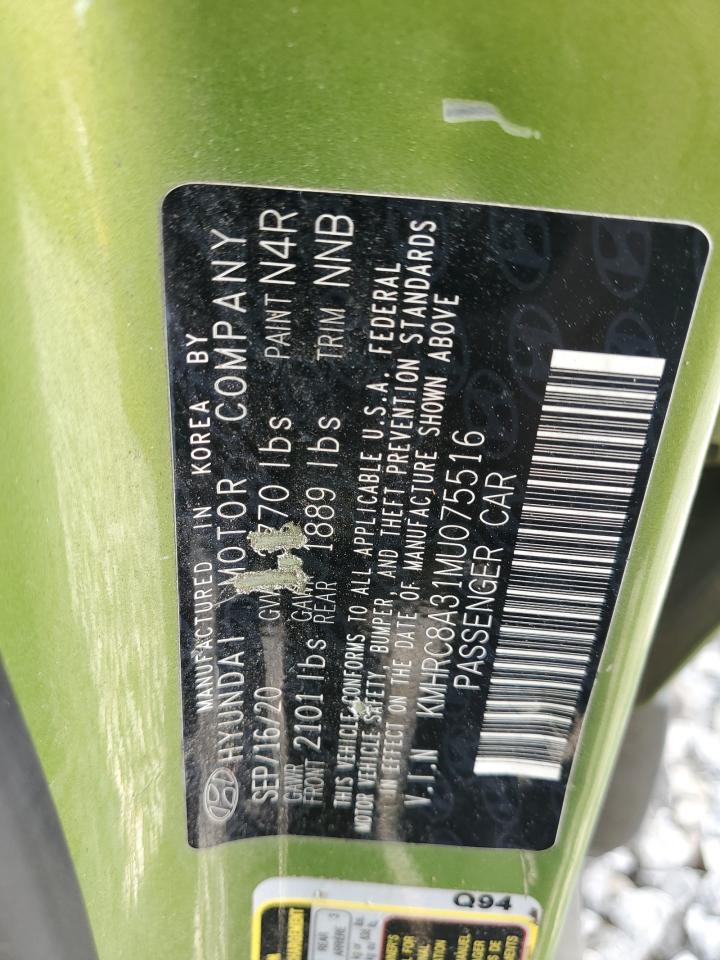 MANUFACTURED IN KOREA BY
HYUNDAI MOTOR COMPANY
SEP/16/20 70 lbs PAINT N4R
GAWR FRONT 2101 lbs GAWR REAR 1889 lbs TRIM NNB
THIS VEHICLE CONFORMS TO ALL APPLICABLE U.S.A. FEDERAL
MOTOR VEHICLE SAFETY, BUMPER, AND THEFT PREVENTION STANDARDS
IN EFFECT ON THE DATE OF MANUFACTURE SHOWN ABOVE
V.I.N KMHRC8A31MU075516
PASSENGER CAR
Q94
REAR
ARRIERE